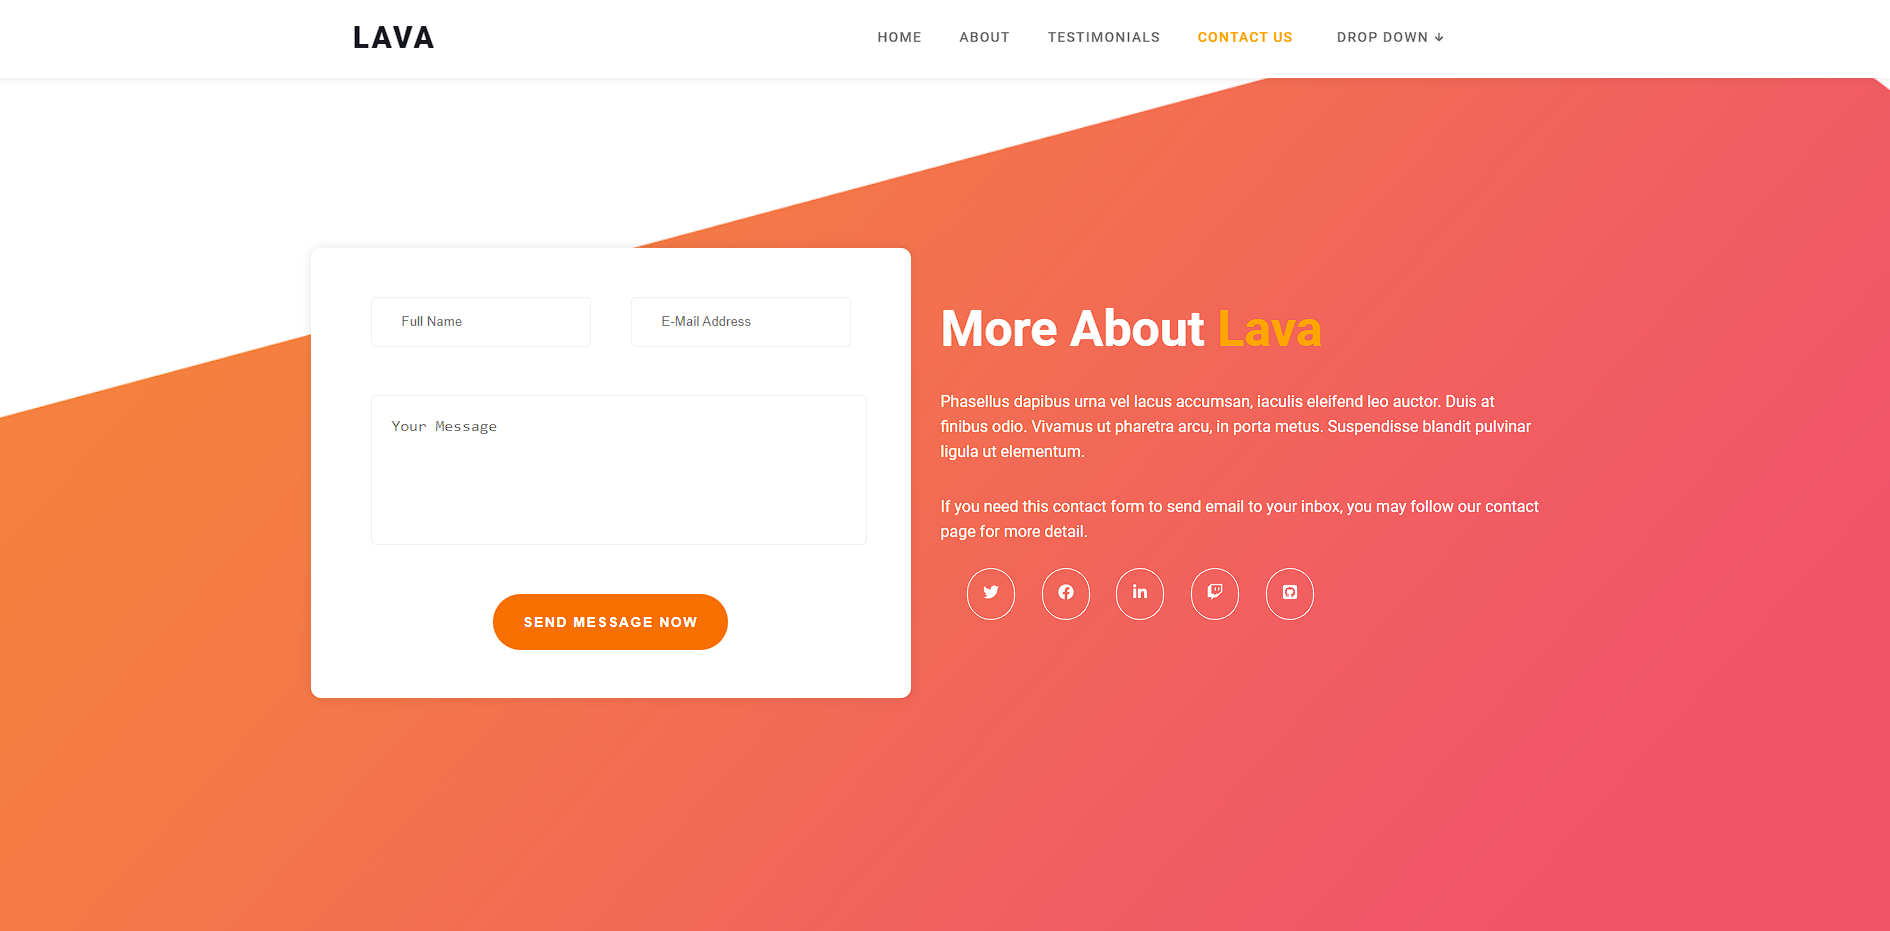 LAVA
HOME
ABOUT
TESTIMONIALS
CONTACT US
DROP DOWN ↓
Full Name
E-Mail Address
Your Message
SEND MESSAGE NOW
More About Lava
Phasellus dapibus urna vel lacus accumsan, iaculis eleifend leo auctor. Duis at
finibus odio. Vivamus ut pharetra arcu, in porta metus. Suspendisse blandit pulvinar
ligula ut elementum.
If you need this contact form to send email to your inbox, you may follow our contact
page for more detail.